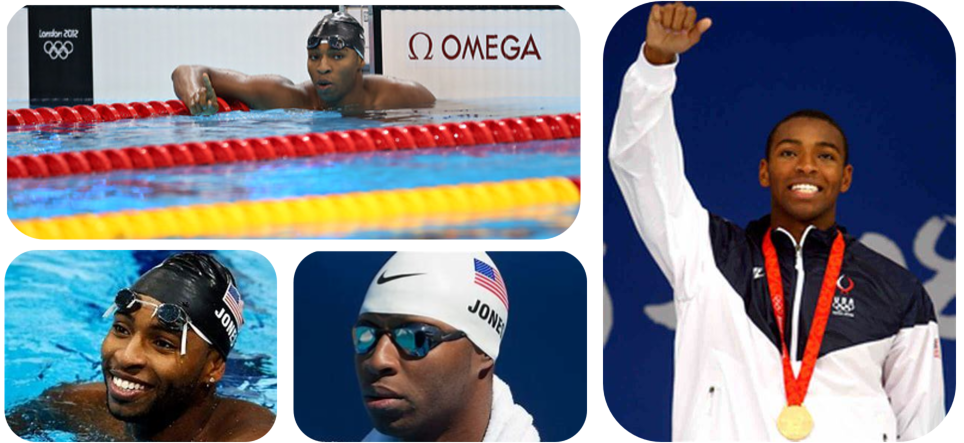 London 2012
Ω OMEGA
USA
JONES
JONES